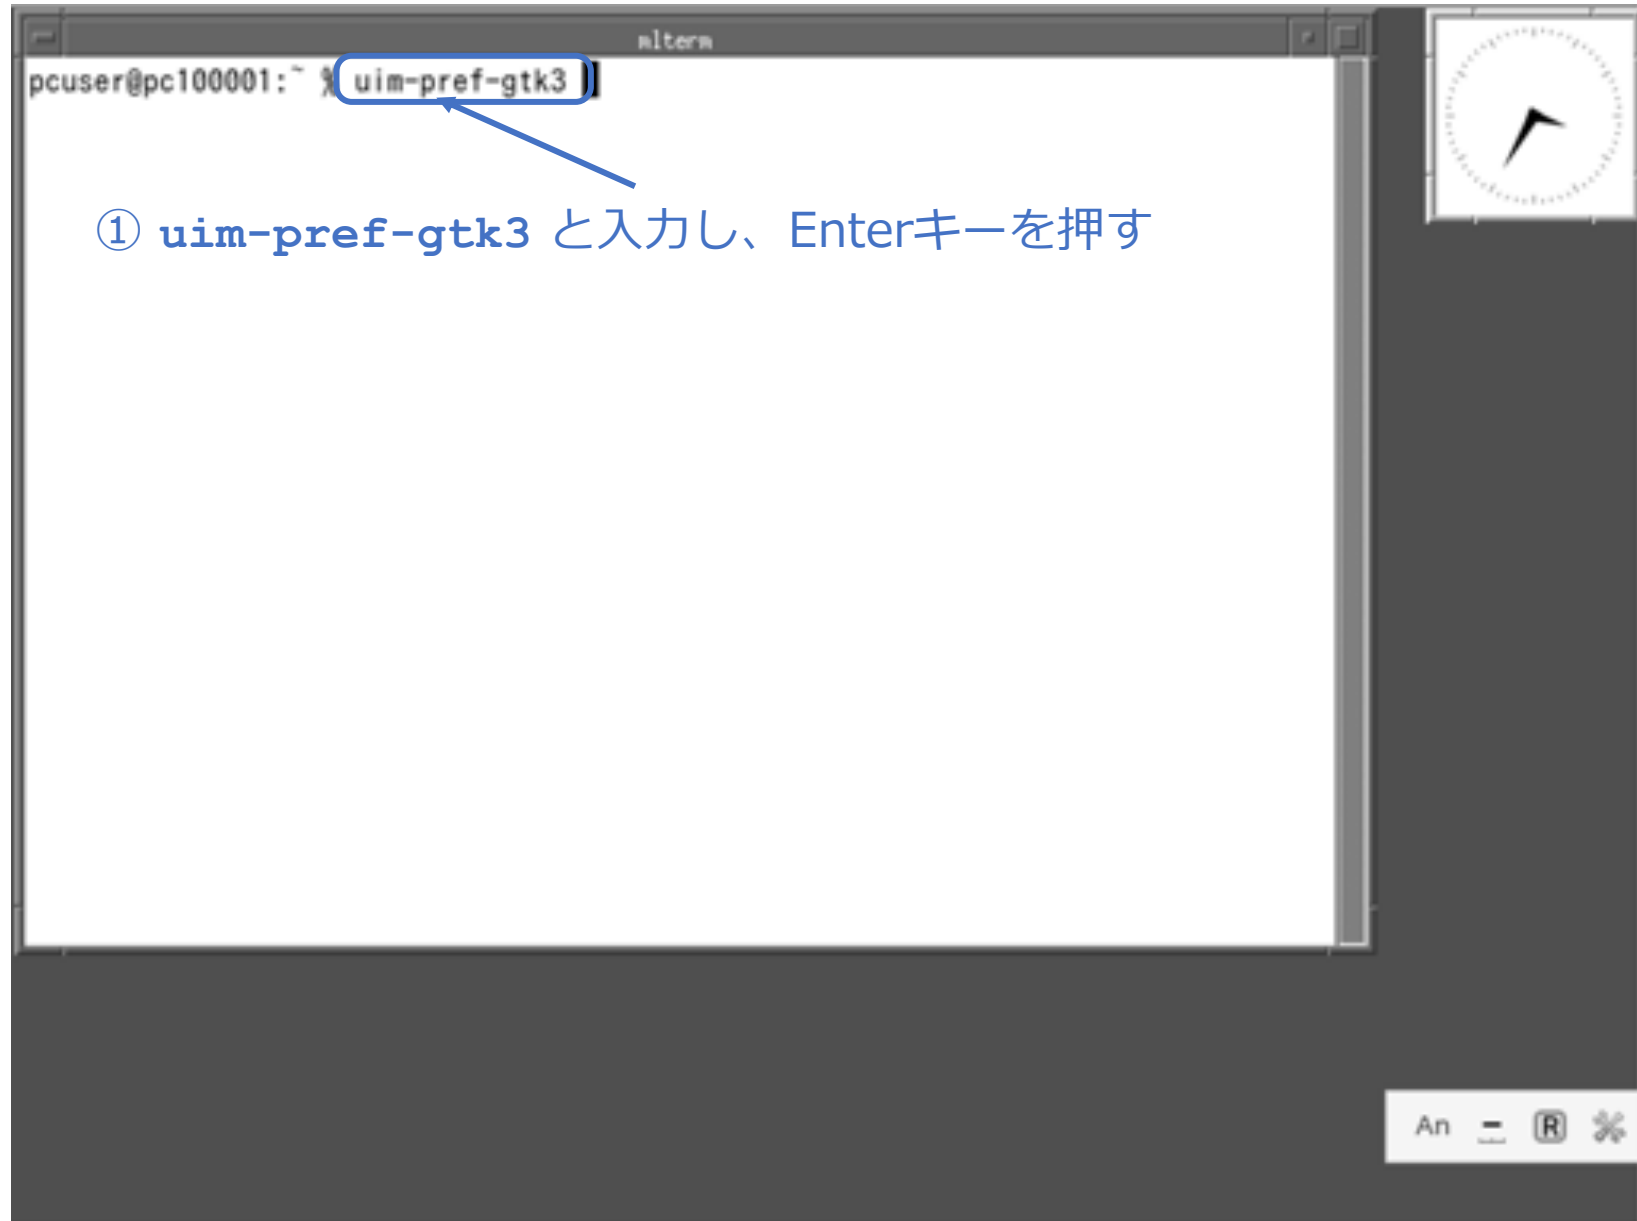 mlterm
pcuser@pc100001:~ % uim-pref-gtk3
① uim-pref-gtk3 と入力し、Enterキーを押す
An
R